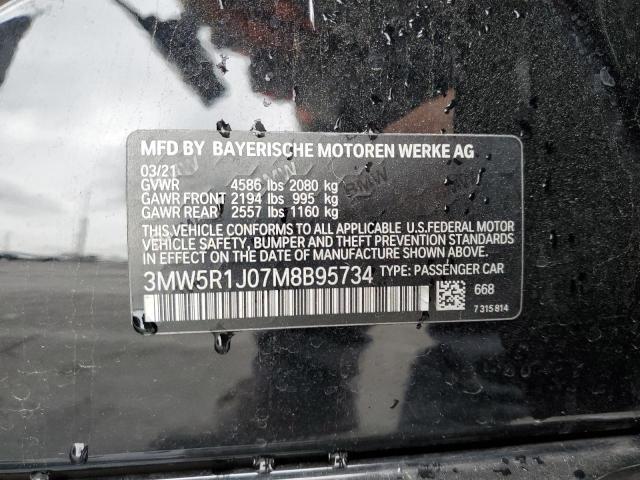 MFD BY BAYERISCHE MOTOREN WERKE AG
03/21
GVWR 4586 lbs 2080 kg
GAWR FRONT 2194 lbs 995 kg
GAWR REAR 2557 lbs 1160 kg
THIS VEHICLE CONFORMS TO ALL APPLICABLE U.S.FEDERAL MOTOR
VEHICLE SAFETY, BUMPER AND THEFT PREVENTION STANDARDS
IN EFFECT ON THE DATE OF MANUFACTURE SHOWN ABOVE.
3MW5R1J07M8B95734 TYPE: PASSENGER CAR
668
7 315 814
BMW
BMW